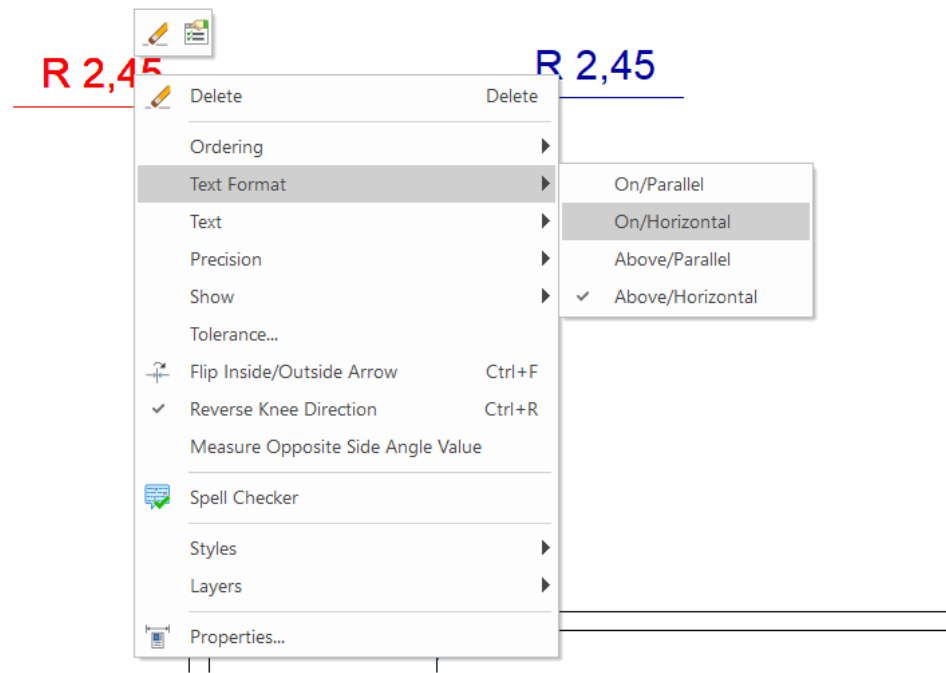 R 2,45
R 2,45
Delete Delete
Ordering
Text Format
Text
Precision
Show
Tolerance...
Flip Inside/Outside Arrow Ctrl+F
Reverse Knee Direction Ctrl+R
Measure Opposite Side Angle Value
Spell Checker
Styles
Layers
Properties...
On/Parallel
On/Horizontal
Above/Parallel
Above/Horizontal